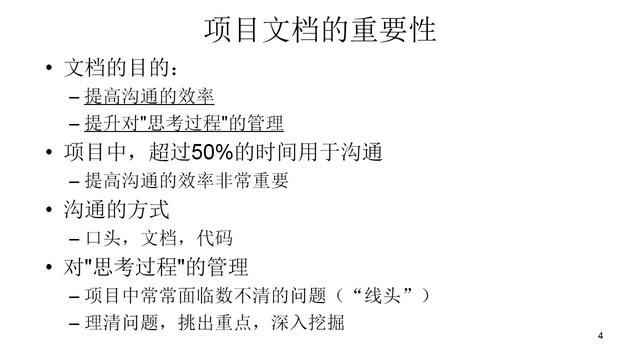 项目文档的重要性
• 文档的目的：
– 提高沟通的效率
– 提升对"思考过程"的管理
• 项目中，超过50%的时间用于沟通
– 提高沟通的效率非常重要
• 沟通的方式
– 口头，文档，代码
• 对"思考过程"的管理
– 项目中常常面临数不清的问题（“线头”）
– 理清问题，挑出重点，深入挖掘
4